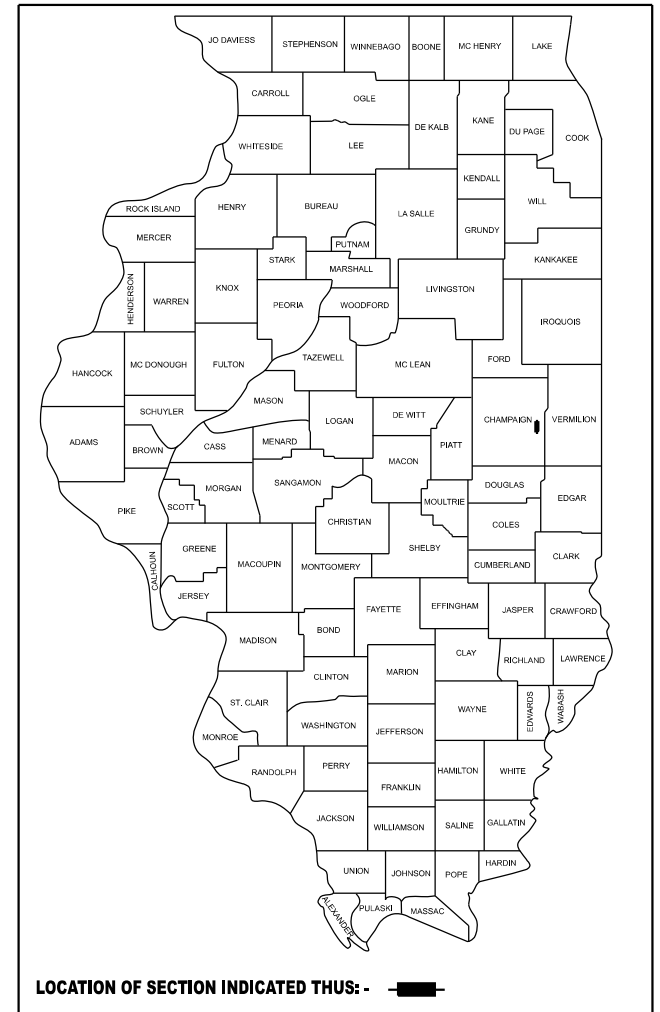 JO DAVIESS
STEPHENSON
WINNEBAGO
BOONE
MC HENRY
LAKE
CARROLL
OGLE
DE KALB
KANE
DU PAGE
COOK
WHITESIDE
LEE
KENDALL
WILL
ROCK ISLAND
HENRY
BUREAU
LA SALLE
GRUNDY
MERCER
PUTNAM
STARK
MARSHALL
KANKAKEE
HENDERSON
WARREN
KNOX
PEORIA
WOODFORD
LIVINGSTON
IROQUOIS
HANCOCK
MC DONOUGH
FULTON
TAZEWELL
MC LEAN
FORD
MASON
SCHUYLER
LOGAN
DE WITT
CHAMPAIGN
VERMILION
ADAMS
BROWN
CASS
MENARD
MACON
PIATT
MORGAN
SANGAMON
DOUGLAS
EDGAR
PIKE
SCOTT
CHRISTIAN
MOULTRIE
COLES
CALHOUN
GREENE
MACOUPIN
MONTGOMERY
SHELBY
CUMBERLAND
CLARK
JERSEY
FAYETTE
EFFINGHAM
JASPER
CRAWFORD
MADISON
BOND
CLAY
RICHLAND
LAWRENCE
CLINTON
MARION
ST. CLAIR
WAYNE
EDWARDS
WABASH
MONROE
WASHINGTON
JEFFERSON
RANDOLPH
PERRY
HAMILTON
WHITE
FRANKLIN
JACKSON
WILLIAMSON
SALINE
GALLATIN
UNION
JOHNSON
POPE
HARDIN
ALEXANDER
PULASKI
MASSAC
LOCATION OF SECTION INDICATED THUS: -